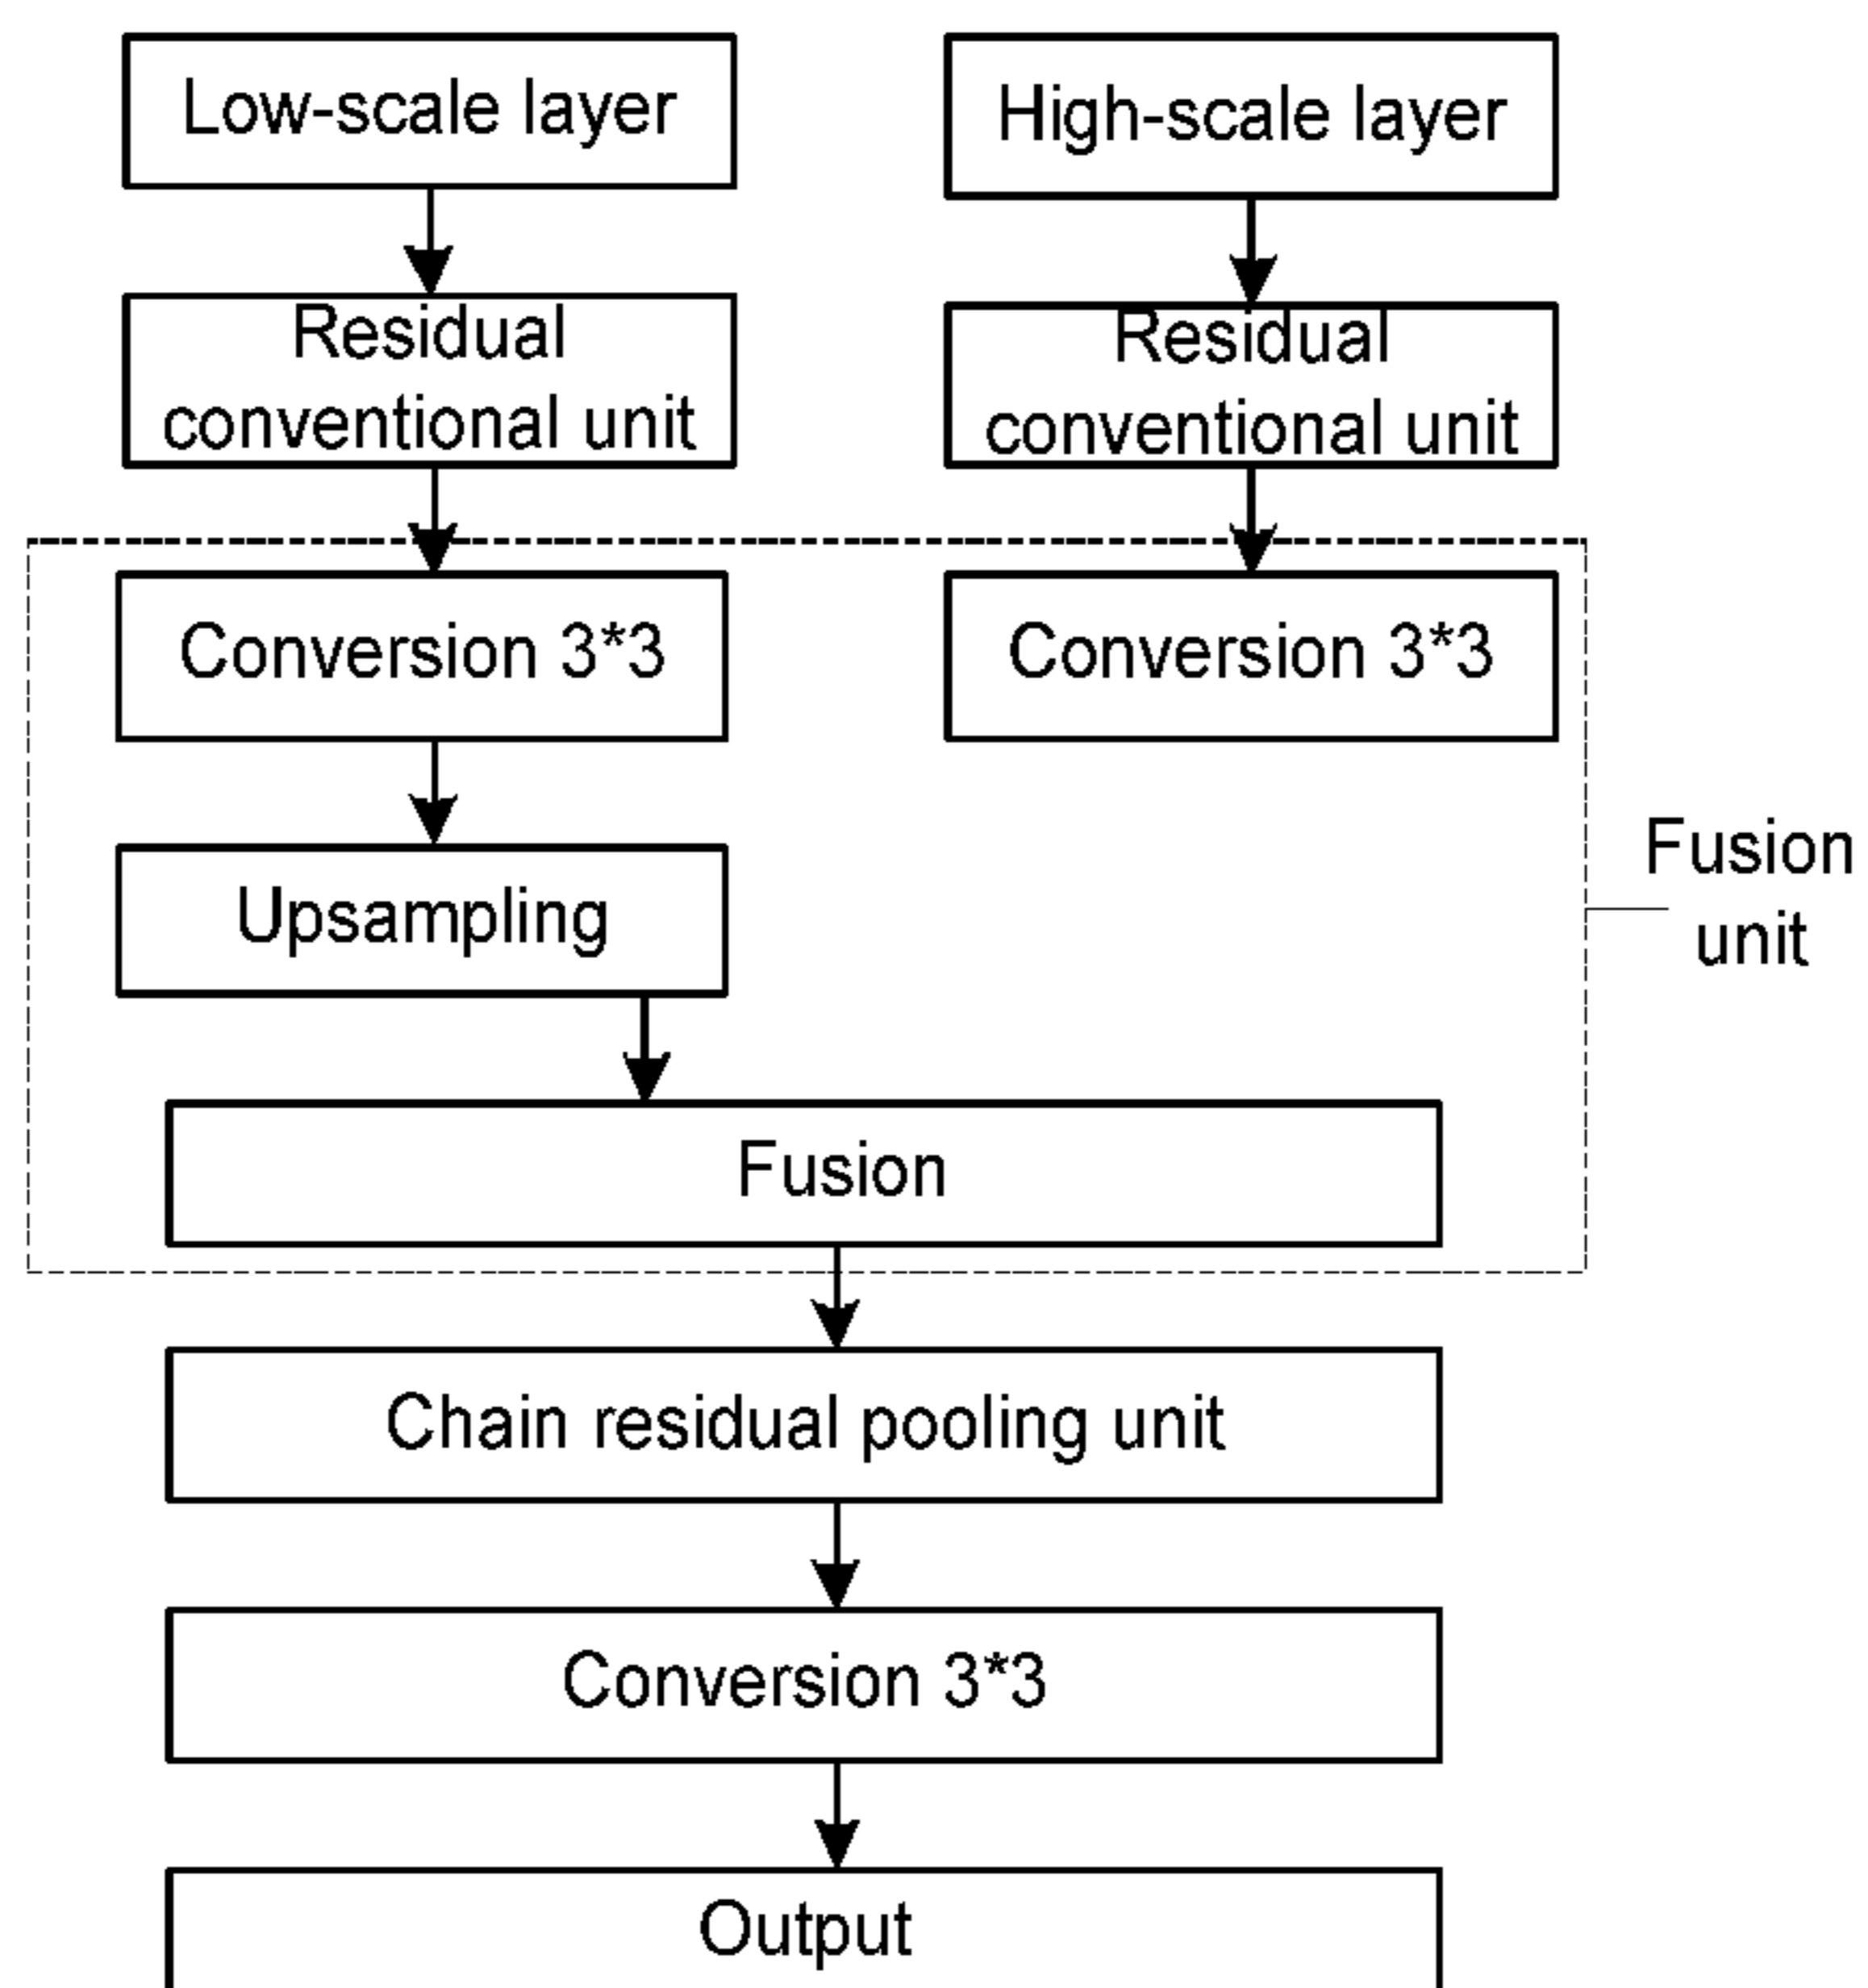 Low-scale layer
High-scale layer
Residual
conventional unit
Residual
conventional unit
Conversion 3*3
Conversion 3*3
Upsampling
Fusion
unit
Fusion
Chain residual pooling unit
Conversion 3*3
Output